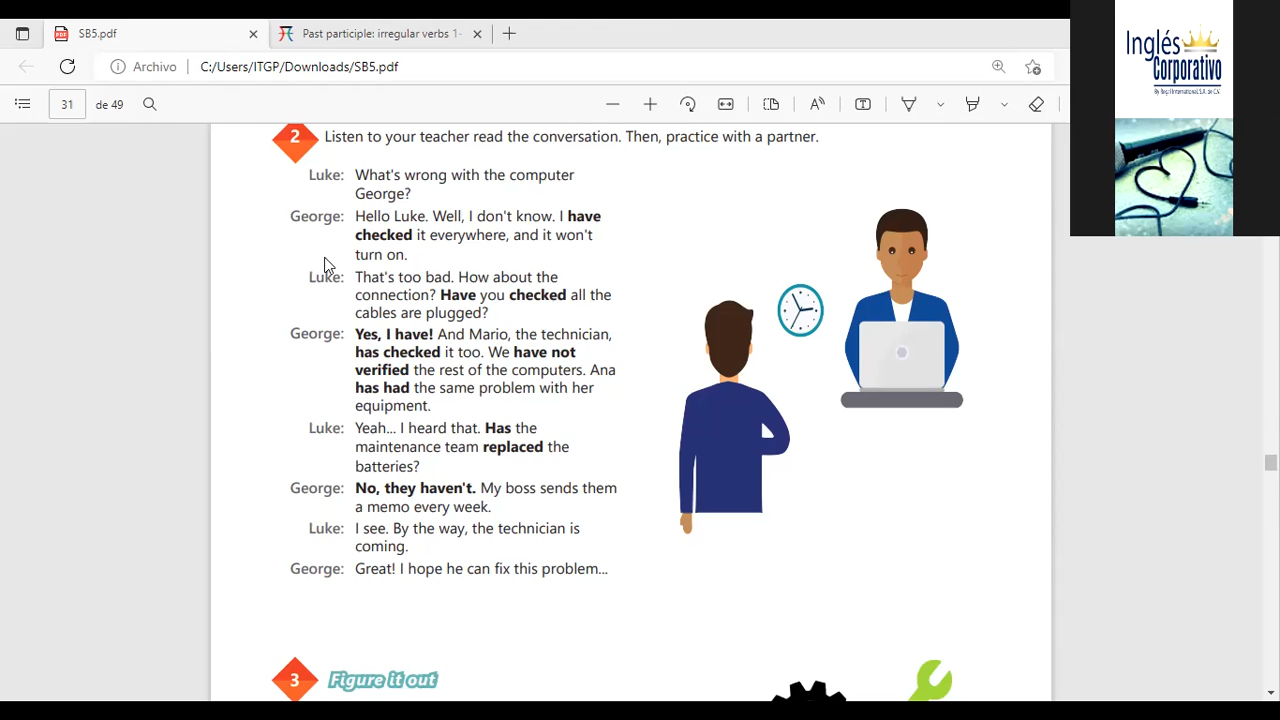 SB5.pdf
Past participle: irregular verbs 1-
Archivo
C:/Users/ITGP/Downloads/SB5.pdf
31 de 49
Inglés
Corporativo
2 Listen to your teacher read the conversation. Then, practice with a partner.
Luke: What's wrong with the computer
George?
George: Hello Luke. Well, I don't know. I have
checked it everywhere, and it won't
turn on.
Luke: That's too bad. How about the
connection? Have you checked all the
cables are plugged?
George: Yes, I have! And Mario, the technician,
has checked it too. We have not
verified the rest of the computers. Ana
has had the same problem with her
equipment.
Luke: Yeah... I heard that. Has the
maintenance team replaced the
batteries?
George: No, they haven't. My boss sends them
a memo every week.
Luke: I see. By the way, the technician is
coming.
George: Great! I hope he can fix this problem...
3 Figure it out